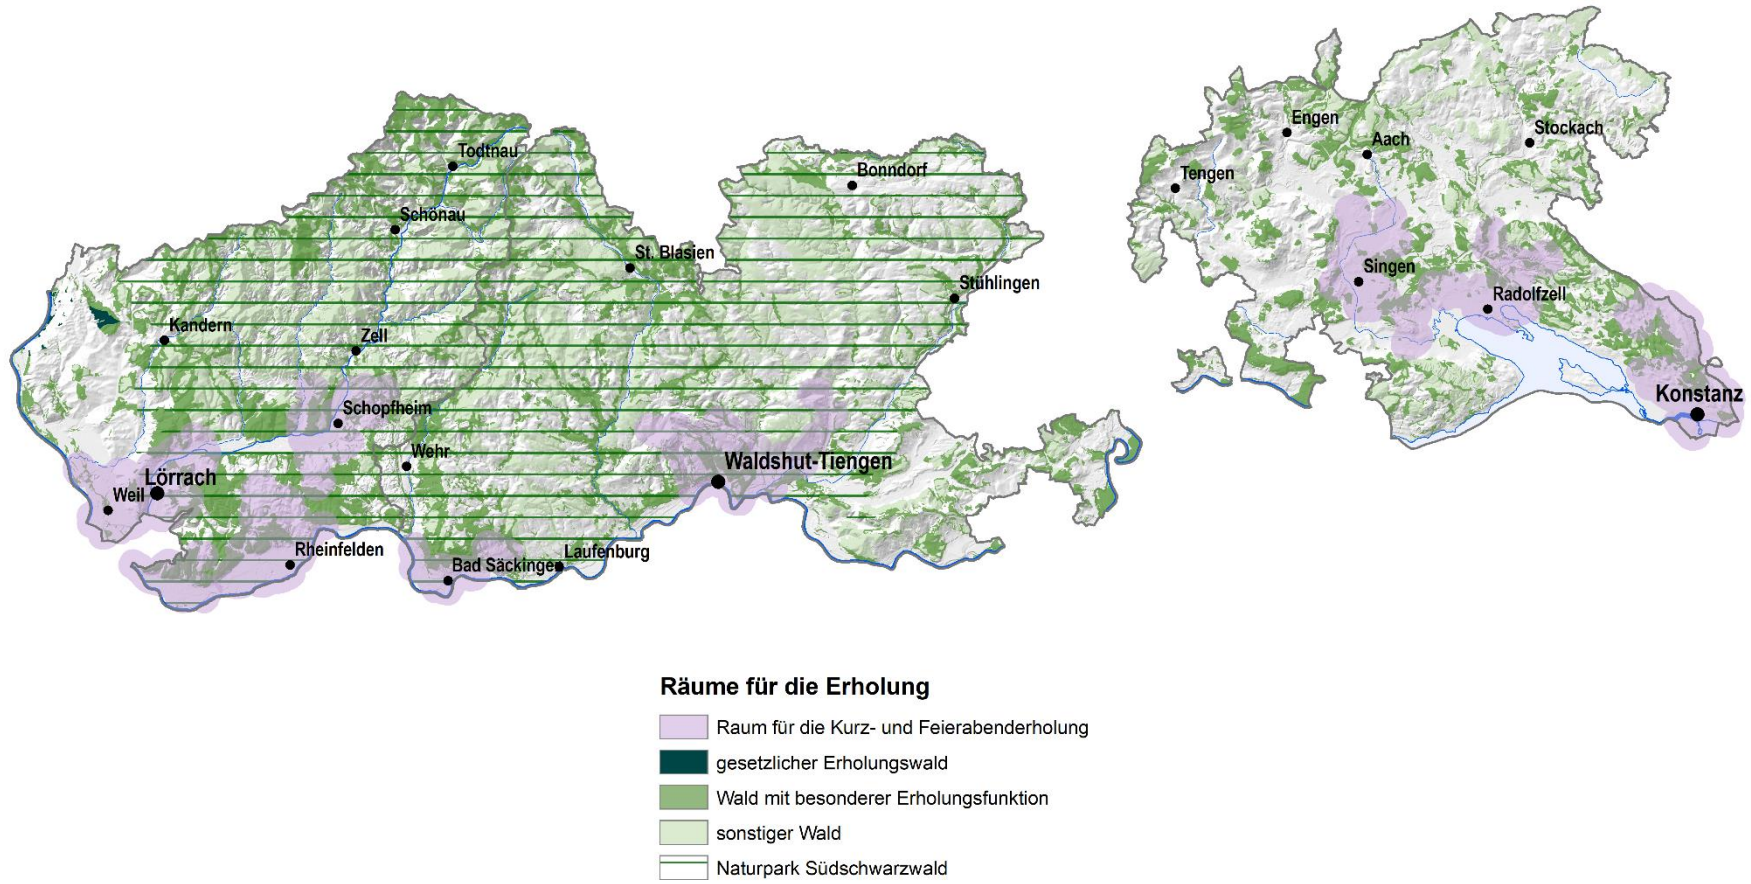 Engen
Aach
Stockach
Todtnau
Bonndorf
Tengen
Schönau
St. Blasien
Singen
Stühlingen
Radolfzell
Kandern
Zell
Konstanz
Schopfheim
Wehr
Waldshut-Tiengen
Lörrach
Weil
Rheinfelden
Laufenburg
Bad Säckingen
Räume für die Erholung
Raum für die Kurz- und Feierabenderholung
gesetzlicher Erholungswald
Wald mit besonderer Erholungsfunktion
sonstiger Wald
Naturpark Südschwarzwald